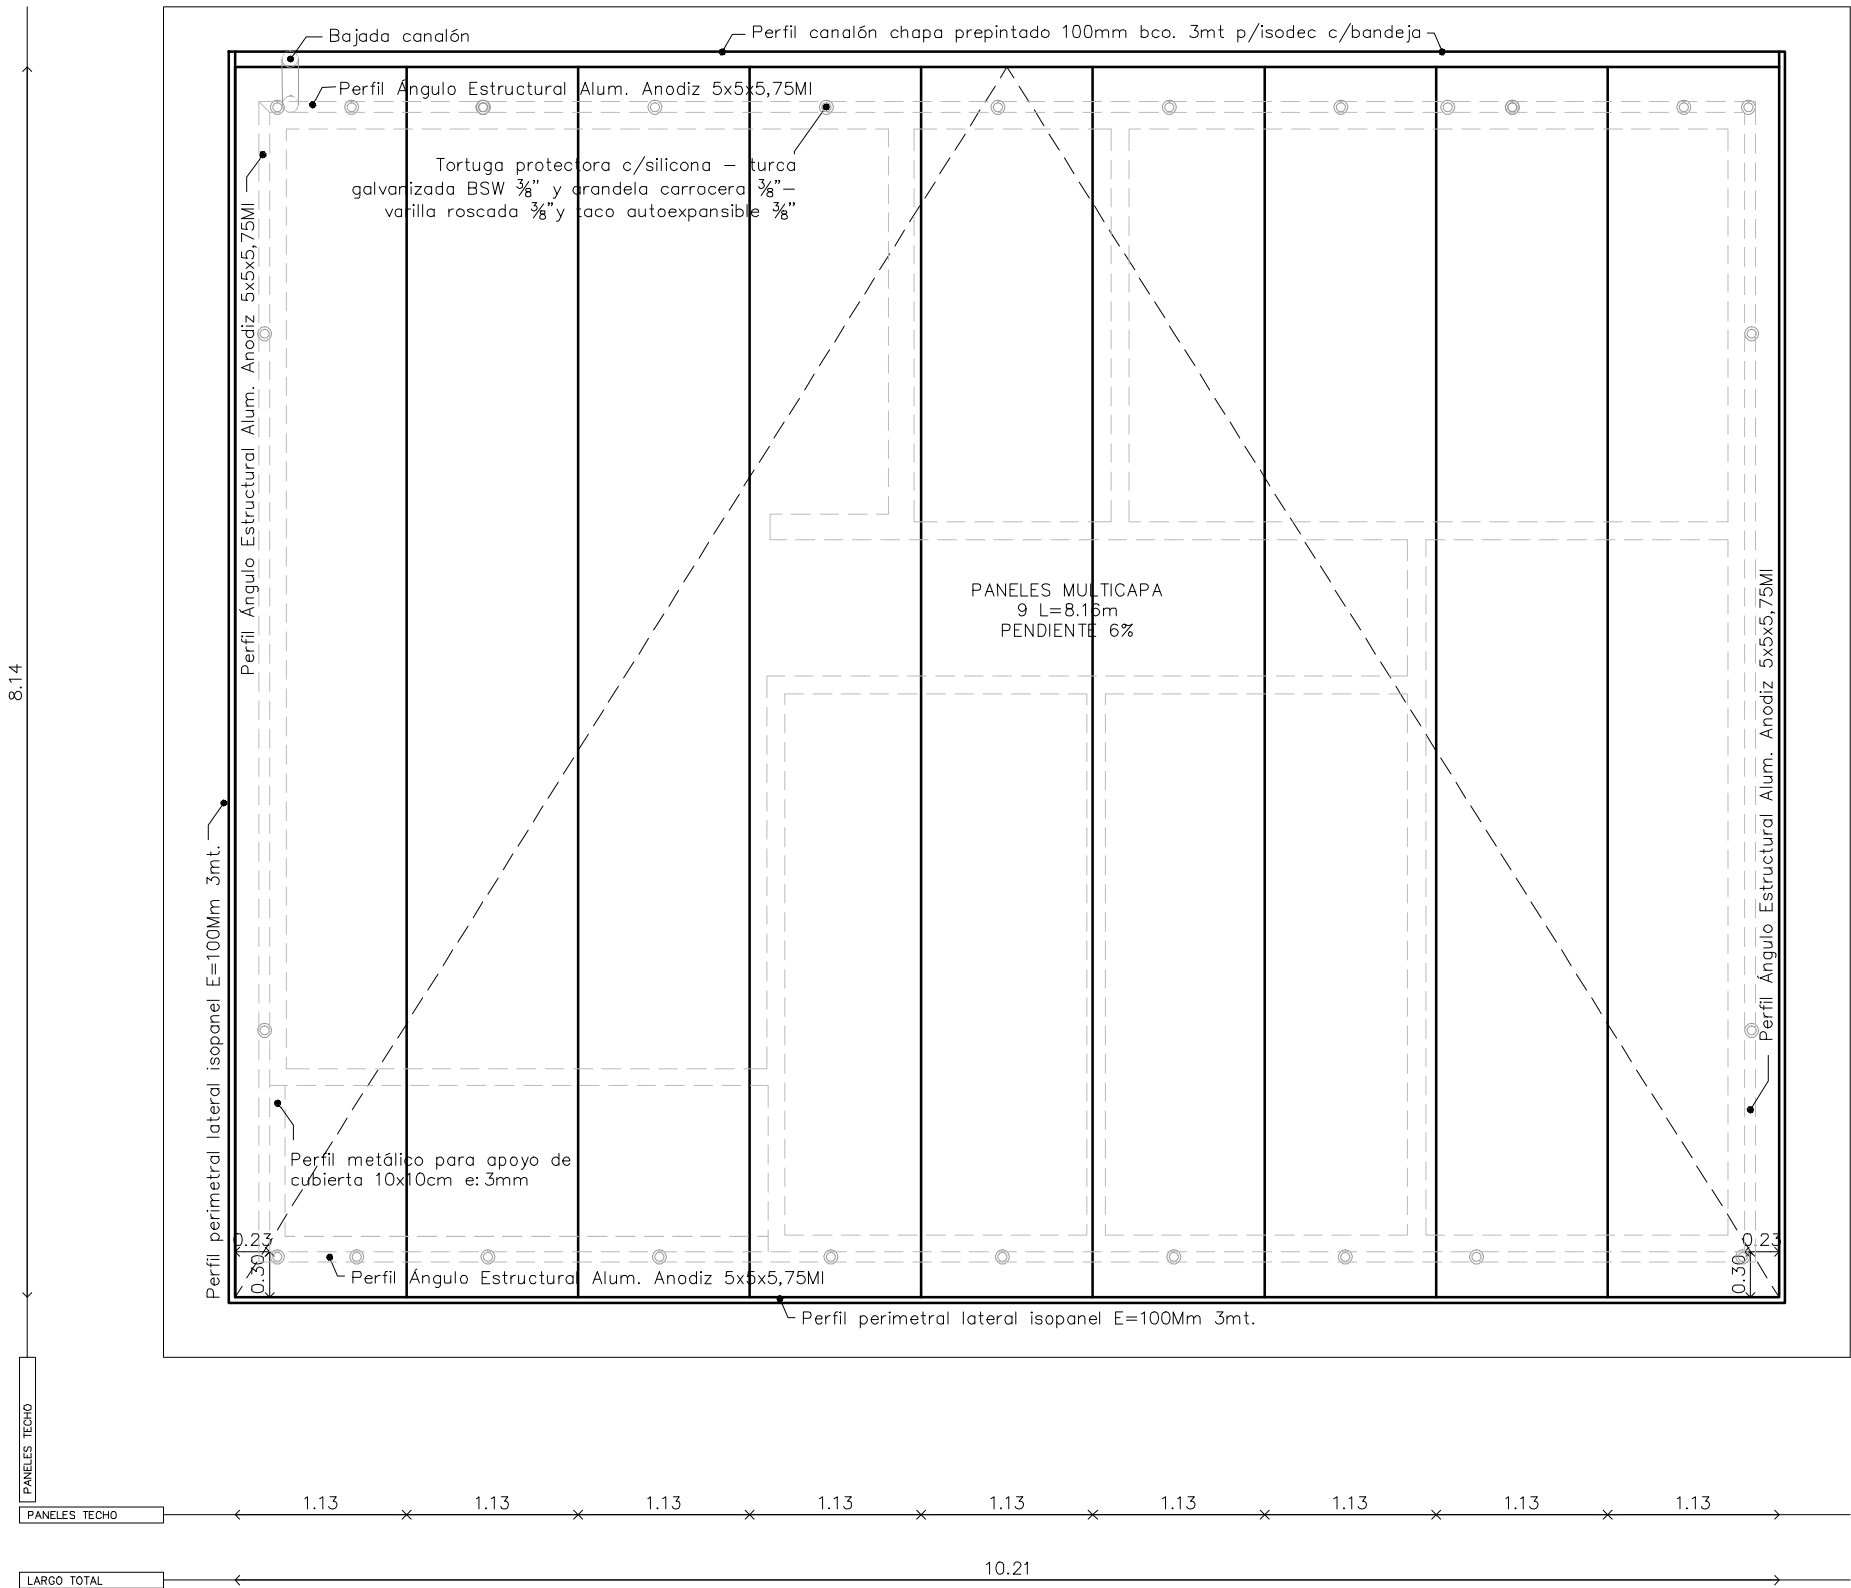 Bajada canalón
Perfil canalón chapa prepintado 100mm bco. 3mt p/isodec c/bandeja
Perfil Ángulo Estructural Alum. Anodiz 5x5x5,75Ml
Tortuga protectora c/silicona – turca
galvanizada BSW ⅜" y arandela carrocera ⅜"–
varilla roscada ⅜"y taco autoexpansible ⅜"
Perfil Ángulo Estructural Alum. Anodiz 5x5x5,75Ml
PANELES MULTICAPA
9 L=8.16m
PENDIENTE 6%
Perfil Ángulo Estructural Alum. Anodiz 5x5x5,75Ml
8.14
Perfil perimetral lateral isopanel E=100Mm 3mt.
Perfil metálico para apoyo de
cubierta 10x10cm e:3mm
0.23
0.30
0.23
0.30
Perfil Ángulo Estructural Alum. Anodiz 5x5x5,75Ml
Perfil perimetral lateral isopanel E=100Mm 3mt.
PANELES TECHO
PANELES TECHO
1.13 1.13 1.13 1.13 1.13 1.13 1.13 1.13 1.13
LARGO TOTAL
10.21